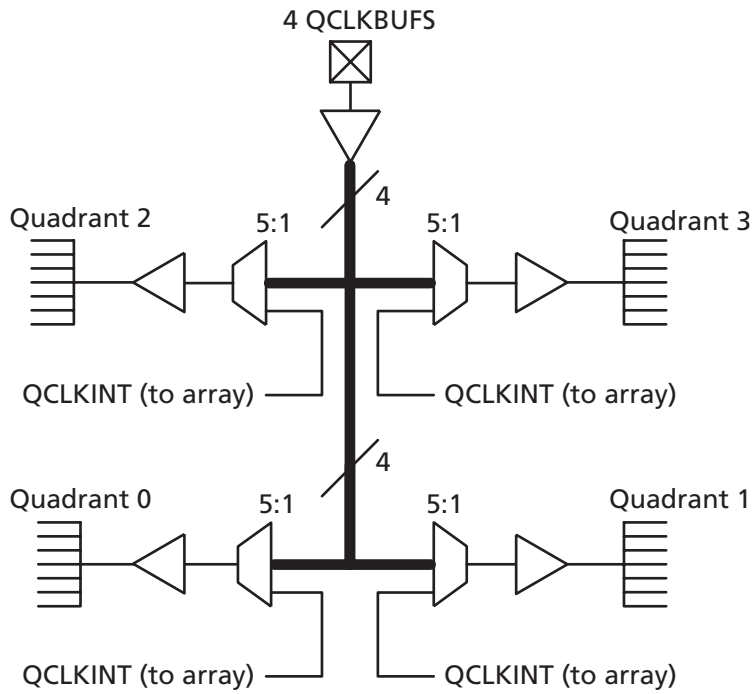 4 QCLKBUFS
4
Quadrant 2
5:1
5:1
Quadrant 3
QCLKINT (to array)
QCLKINT (to array)
4
Quadrant 0
5:1
5:1
Quadrant 1
QCLKINT (to array)
QCLKINT (to array)